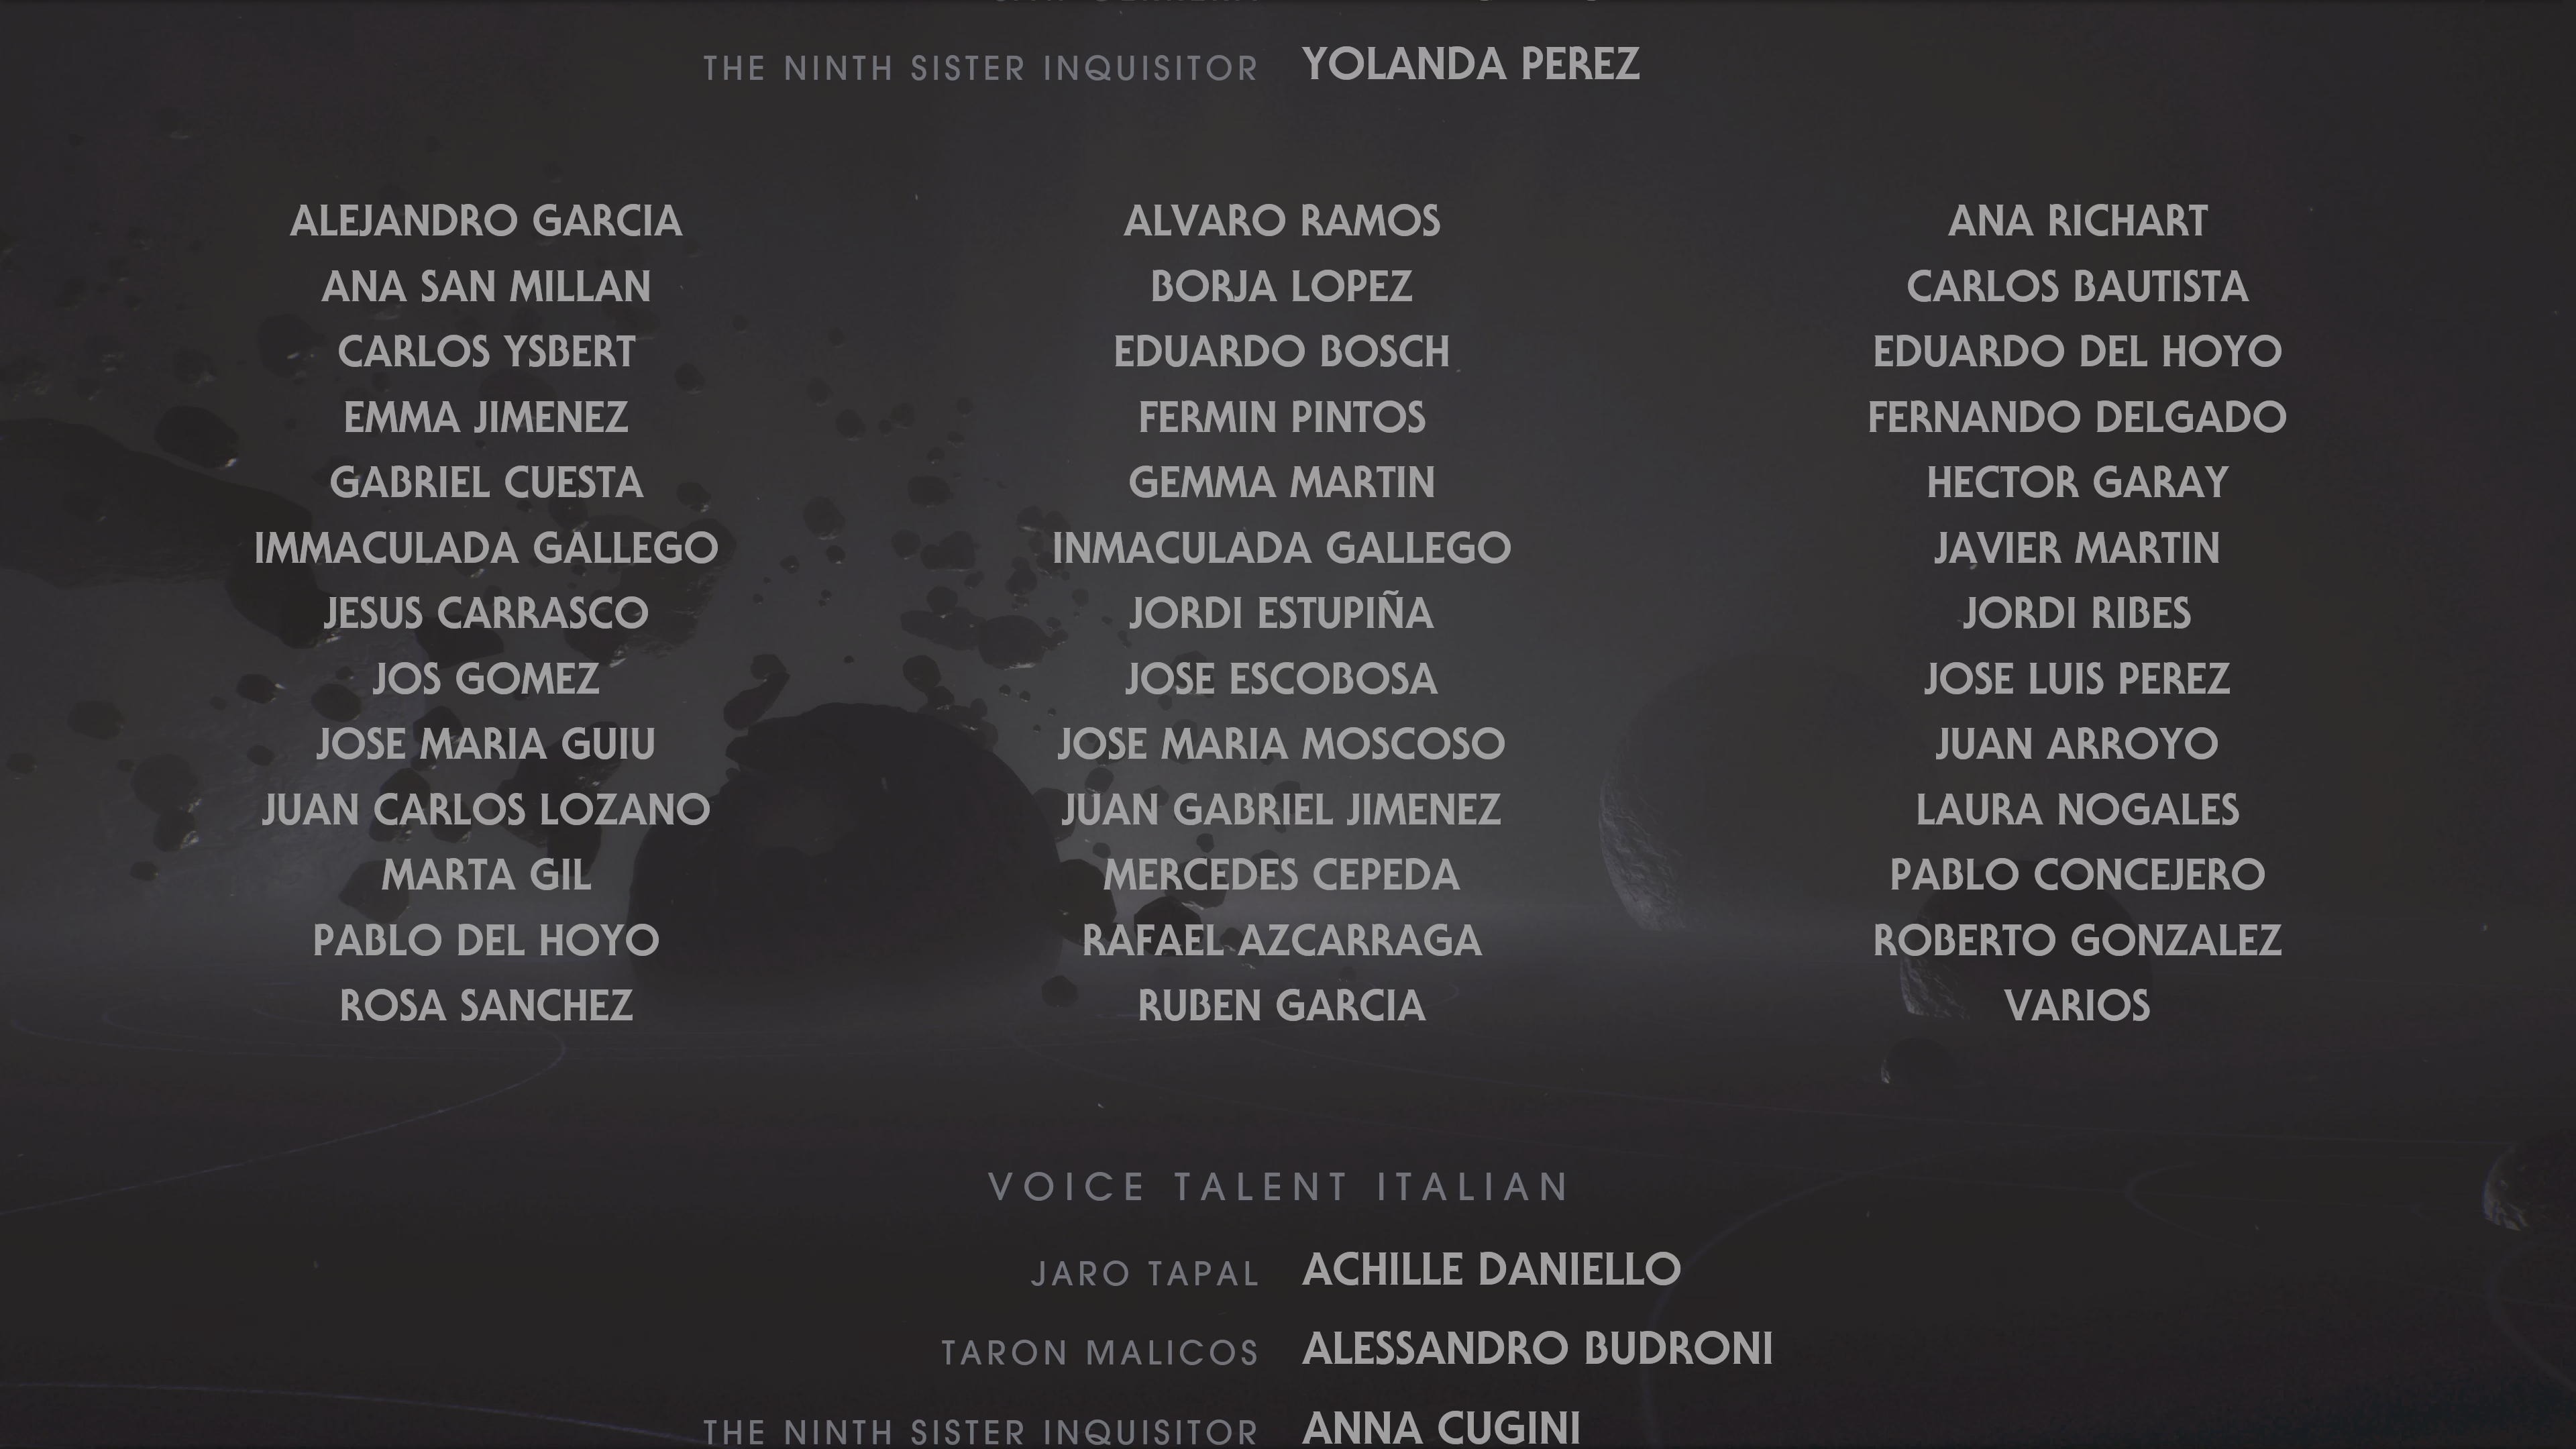 THE NINTH SISTER INQUISITOR YOLANDA PEREZ
ALEJANDRO GARCIA ALVARO RAMOS ANA RICHART
ANA SAN MILLAN BORJA LOPEZ CARLOS BAUTISTA
CARLOS YSBERT EDUARDO BOSCH EDUARDO DEL HOYO
EMMA JIMENEZ FERMIN PINTOS FERNANDO DELGADO
GABRIEL CUESTA GEMMA MARTIN HECTOR GARAY
IMMACULADA GALLEGO INMACULADA GALLEGO JAVIER MARTIN
JESUS CARRASCO JORDI ESTUPIÑA JORDI RIBES
JOS GOMEZ JOSE ESCOBOSA JOSE LUIS PEREZ
JOSE MARIA GUIU JOSE MARIA MOSCOSO JUAN ARROYO
JUAN CARLOS LOZANO JUAN GABRIEL JIMENEZ LAURA NOGALES
MARTA GIL MERCEDES CEPEDA PABLO CONCEJERO
PABLO DEL HOYO RAFAEL AZCARRAGA ROBERTO GONZALEZ
ROSA SANCHEZ RUBEN GARCIA VARIOS
VOICE TALENT ITALIAN
JARO TAPAL ACHILLE DANIELLO
TARON MALICOS ALESSANDRO BUDRONI
THE NINTH SISTER INQUISITOR ANNA CUGINI